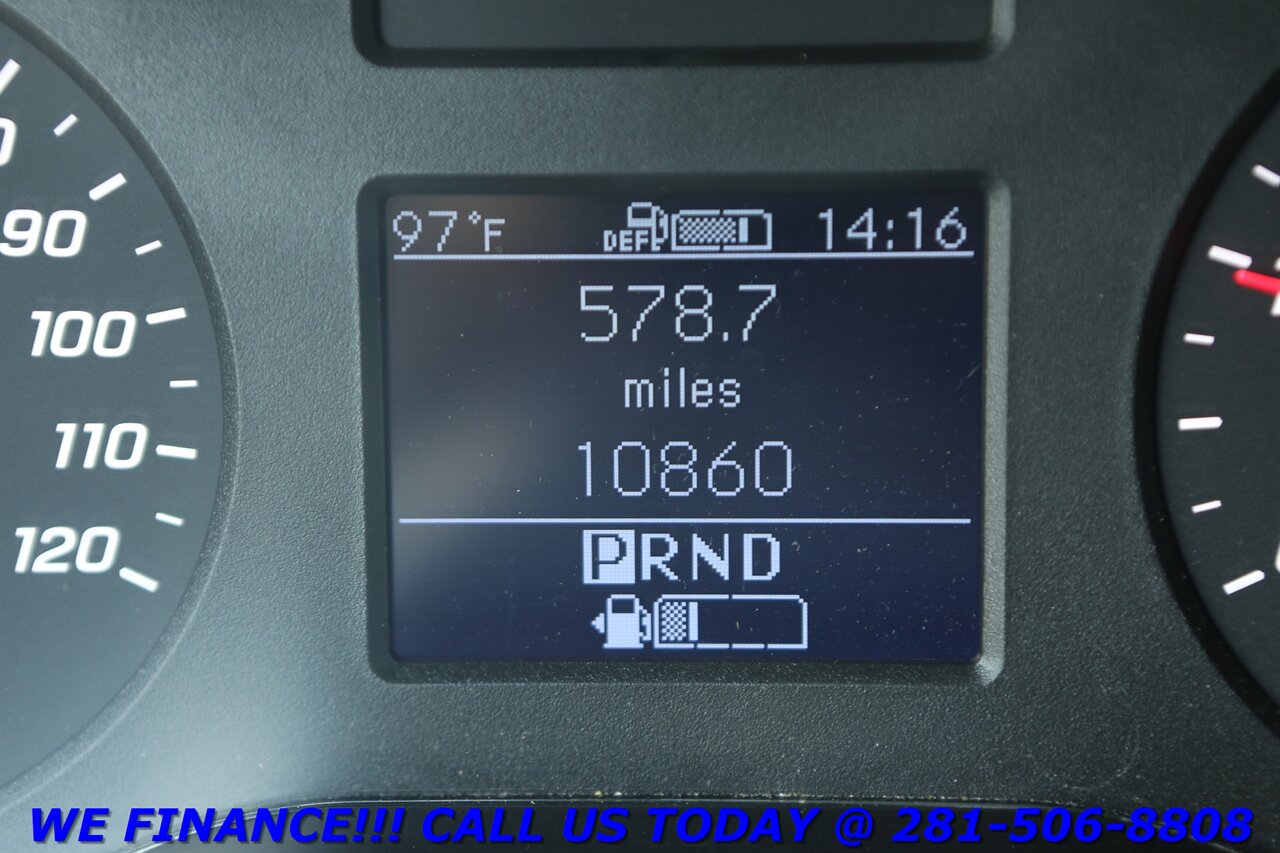 97°F DEF 14:16
578.7
miles
10860
PRND
90
100
110
120
WE FINANCE!!! CALL US TODAY @ 281-506-8808